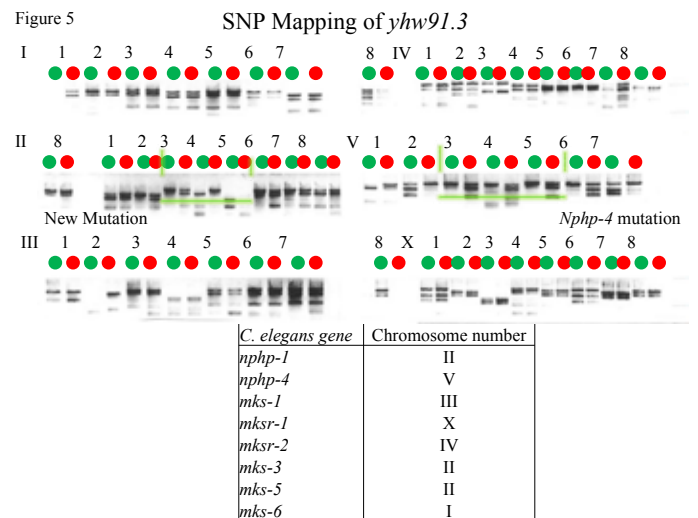 Figure 5
SNP Mapping of yhw91.3
I 1 2 3 4 5 6 7 8 IV 1 2 3 4 5 6 7 8
II 8 1 2 3 4 5 6 7 8 V 1 2 3 4 5 6 7
New Mutation Nphp-4 mutation
III 1 2 3 4 5 6 7 8 X 1 2 3 4 5 6 7 8
C. elegans gene Chromosome number
nphp-1 II
nphp-4 V
mks-1 III
mksr-1 X
mksr-2 IV
mks-3 II
mks-5 II
mks-6 I